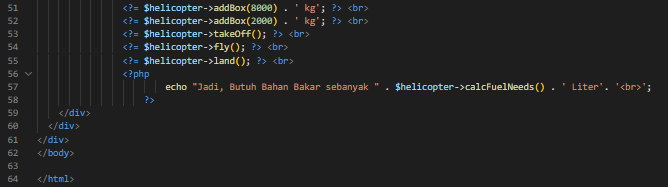 51 <?= $helicopter->addBox(8000) . ' kg'; ?> <br>
52 <?= $helicopter->addBox(2000) . ' kg'; ?> <br>
53 <?= $helicopter->takeOff(); ?> <br>
54 <?= $helicopter->fly(); ?> <br>
55 <?= $helicopter->land(); ?> <br>
56 <?php
57 echo "Jadi, Butuh Bahan Bakar sebanyak " . $helicopter->calcFuelNeeds() . ' Liter'. '<br>';
58 ?>
59 </div>
60 </div>
61 </div>
62 </body>
63
64 </html>